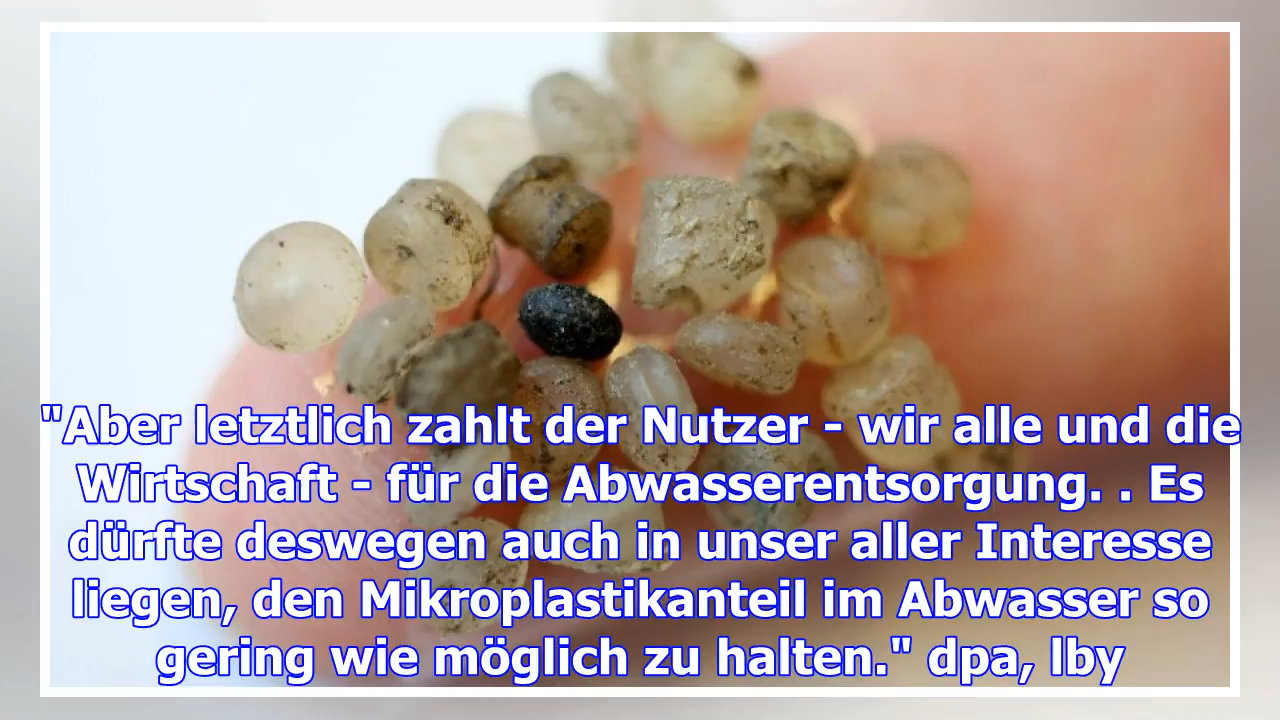 "Aber letztlich zahlt der Nutzer - wir alle und die
Wirtschaft - für die Abwasserentsorgung. . Es
dürfte deswegen auch in unser aller Interesse
liegen, den Mikroplastikanteil im Abwasser so
gering wie möglich zu halten." dpa, lby